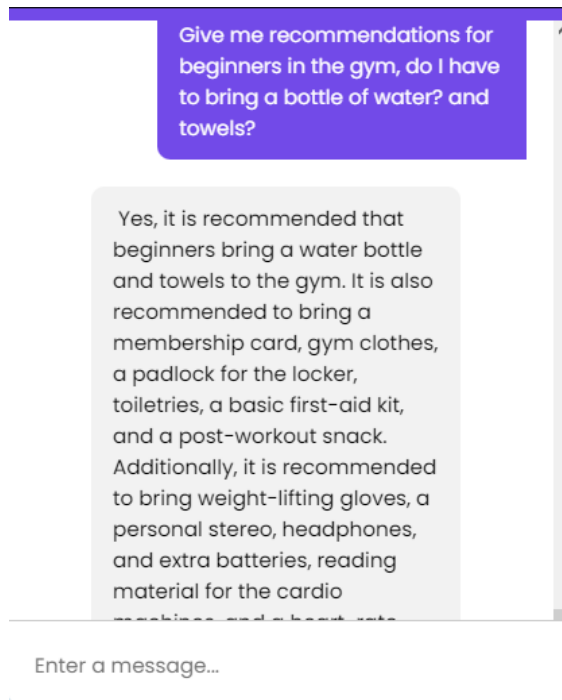 Give me recommendations for
beginners in the gym, do I have
to bring a bottle of water? and
towels?
Yes, it is recommended that
beginners bring a water bottle
and towels to the gym. It is also
recommended to bring a
membership card, gym clothes,
a padlock for the locker,
toiletries, a basic first-aid kit,
and a post-workout snack.
Additionally, it is recommended
to bring weight-lifting gloves, a
personal stereo, headphones,
and extra batteries, reading
material for the cardio
machines, and a heart-rate
Enter a message...